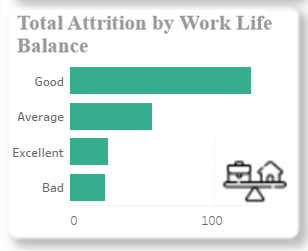 Total Attrition by Work Life
Balance
Good
Average
Excellent
Bad
0 100